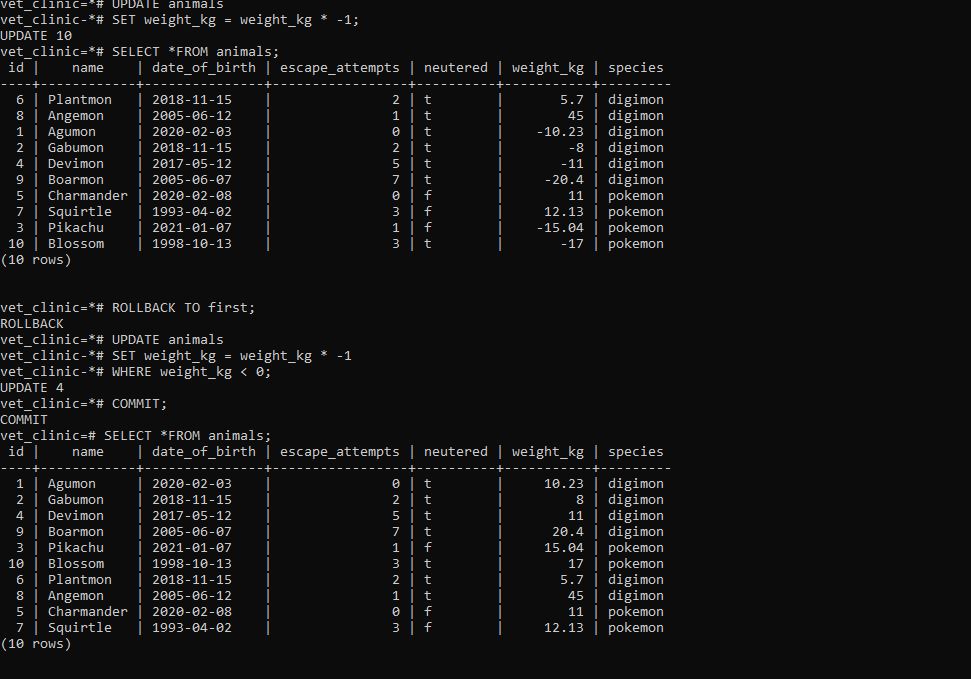 vet_clinic=*# UPDATE animals
vet_clinic-*# SET weight_kg = weight_kg * -1;
UPDATE 10
vet_clinic=*# SELECT *FROM animals;
 id |    name    | date_of_birth | escape_attempts | neutered | weight_kg | species
----+------------+---------------+-----------------+----------+-----------+---------
  6 | Plantmon   | 2018-11-15    |               2 | t        |       5.7 | digimon
  8 | Angemon    | 2005-06-12    |               1 | t        |        45 | digimon
  1 | Agumon     | 2020-02-03    |               0 | t        |    -10.23 | digimon
  2 | Gabumon    | 2018-11-15    |               2 | t        |        -8 | digimon
  4 | Devimon    | 2017-05-12    |               5 | t        |       -11 | digimon
  9 | Boarmon    | 2005-06-07    |               7 | t        |     -20.4 | digimon
  5 | Charmander | 2020-02-08    |               0 | f        |        11 | pokemon
  7 | Squirtle   | 1993-04-02    |               3 | f        |     12.13 | pokemon
  3 | Pikachu    | 2021-01-07    |               1 | f        |    -15.04 | pokemon
 10 | Blossom    | 1998-10-13    |               3 | t        |       -17 | pokemon
(10 rows)
vet_clinic=*# ROLLBACK TO first;
ROLLBACK
vet_clinic=*# UPDATE animals
vet_clinic-*# SET weight_kg = weight_kg * -1
vet_clinic-*# WHERE weight_kg < 0;
UPDATE 4
vet_clinic=*# COMMIT;
COMMIT
vet_clinic=# SELECT *FROM animals;
 id |    name    | date_of_birth | escape_attempts | neutered | weight_kg | species
----+------------+---------------+-----------------+----------+-----------+---------
  1 | Agumon     | 2020-02-03    |               0 | t        |     10.23 | digimon
  2 | Gabumon    | 2018-11-15    |               2 | t        |         8 | digimon
  4 | Devimon    | 2017-05-12    |               5 | t        |        11 | digimon
  9 | Boarmon    | 2005-06-07    |               7 | t        |      20.4 | digimon
  3 | Pikachu    | 2021-01-07    |               1 | f        |     15.04 | pokemon
 10 | Blossom    | 1998-10-13    |               3 | t        |        17 | pokemon
  6 | Plantmon   | 2018-11-15    |               2 | t        |       5.7 | digimon
  8 | Angemon    | 2005-06-12    |               1 | t        |        45 | digimon
  5 | Charmander | 2020-02-08    |               0 | f        |        11 | pokemon
  7 | Squirtle   | 1993-04-02    |               3 | f        |     12.13 | pokemon
(10 rows)